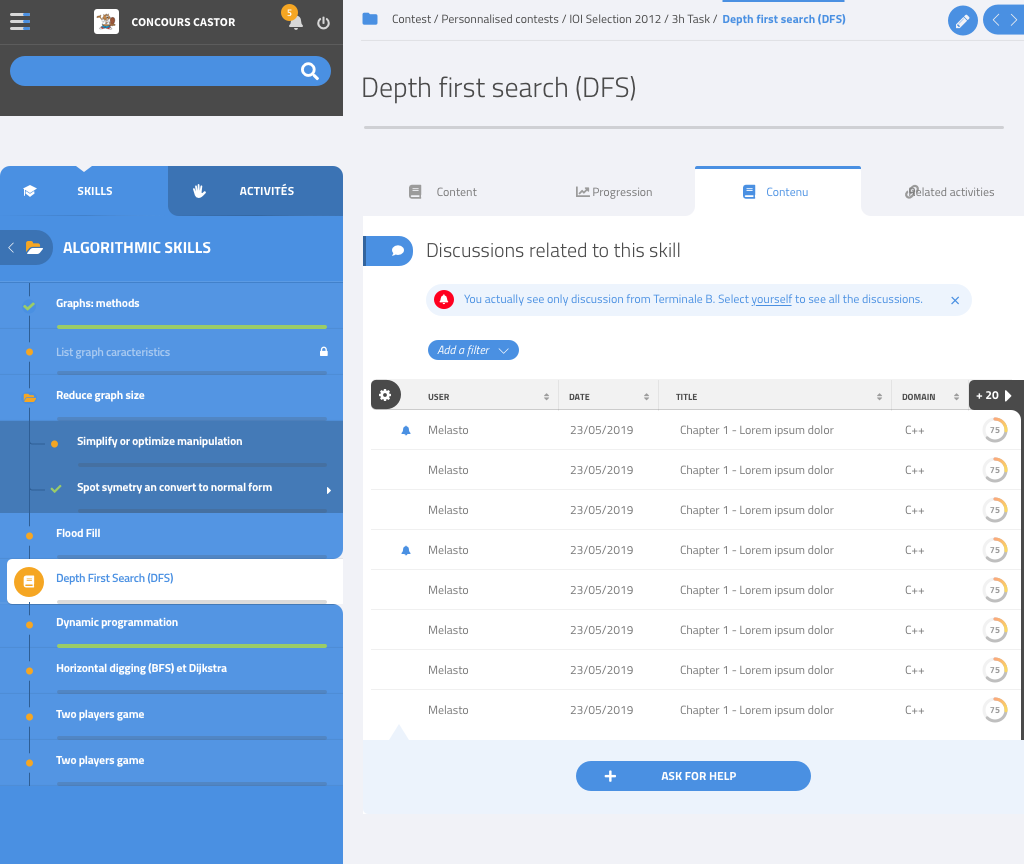 CONCOURS CASTOR
5
Contest / Personnalised contests / IOI Selection 2012 / 3h Task / Depth first search (DFS)
Depth first search (DFS)
SKILLS
ACTIVITÉS
Content
Progression
Contenu
Related activities
ALGORITHMIC SKILLS
Graphs: methods
List graph caracteristics
Reduce graph size
Simplify or optimize manipulation
Spot symetry an convert to normal form
Flood Fill
Depth First Search (DFS)
Dynamic programmation
Horizontal digging (BFS) et Dijkstra
Two players game
Two players game
Discussions related to this skill
You actually see only discussion from Terminale B. Select yourself to see all the discussions.
Add a filter
USER DATE TITLE DOMAIN + 20
Melasto 23/05/2019 Chapter 1 - Lorem ipsum dolor C++ 75
Melasto 23/05/2019 Chapter 1 - Lorem ipsum dolor C++ 75
Melasto 23/05/2019 Chapter 1 - Lorem ipsum dolor C++ 75
Melasto 23/05/2019 Chapter 1 - Lorem ipsum dolor C++ 75
Melasto 23/05/2019 Chapter 1 - Lorem ipsum dolor C++ 75
Melasto 23/05/2019 Chapter 1 - Lorem ipsum dolor C++ 75
Melasto 23/05/2019 Chapter 1 - Lorem ipsum dolor C++ 75
Melasto 23/05/2019 Chapter 1 - Lorem ipsum dolor C++ 75
ASK FOR HELP